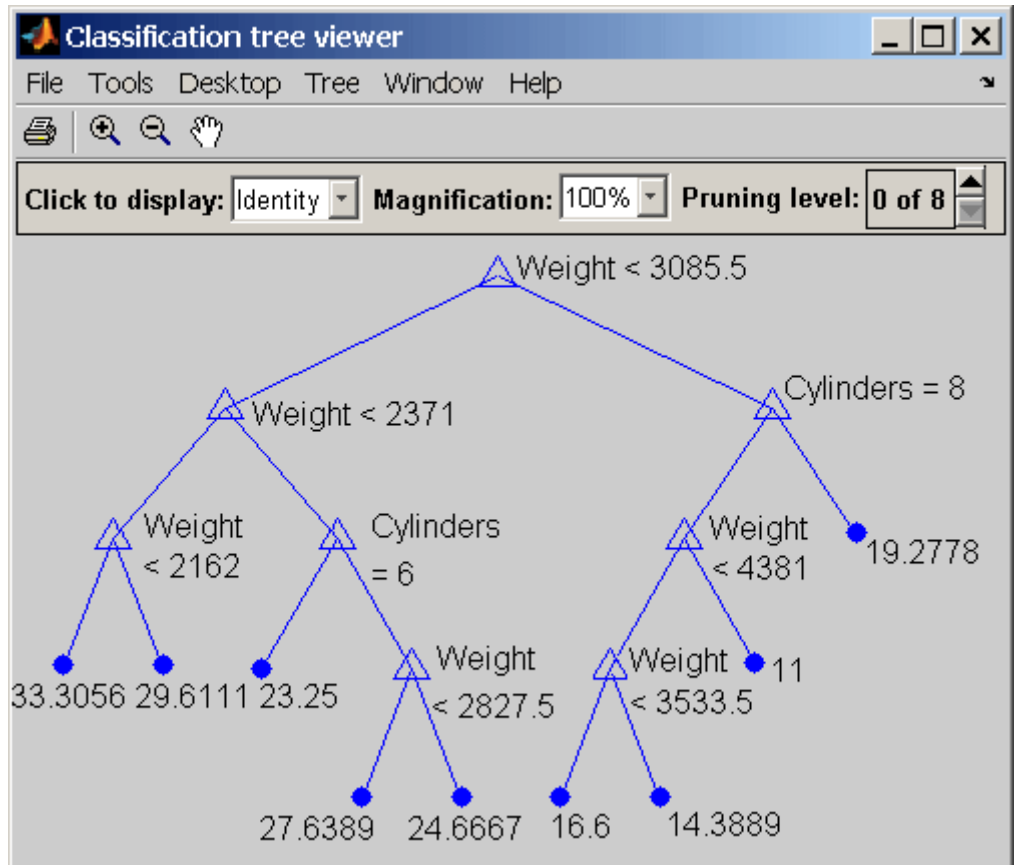 Classification tree viewer
File Tools Desktop Tree Window Help
Click to display: Identity Magnification: 100% Pruning level: 0 of 8
Weight < 3085.5
Weight < 2371
Cylinders = 8
Weight
< 2162
Cylinders
= 6
Weight
< 4381
19.2778
33.3056
29.6111
23.25
Weight
< 2827.5
Weight
< 3533.5
11
27.6389
24.6667
16.6
14.3889